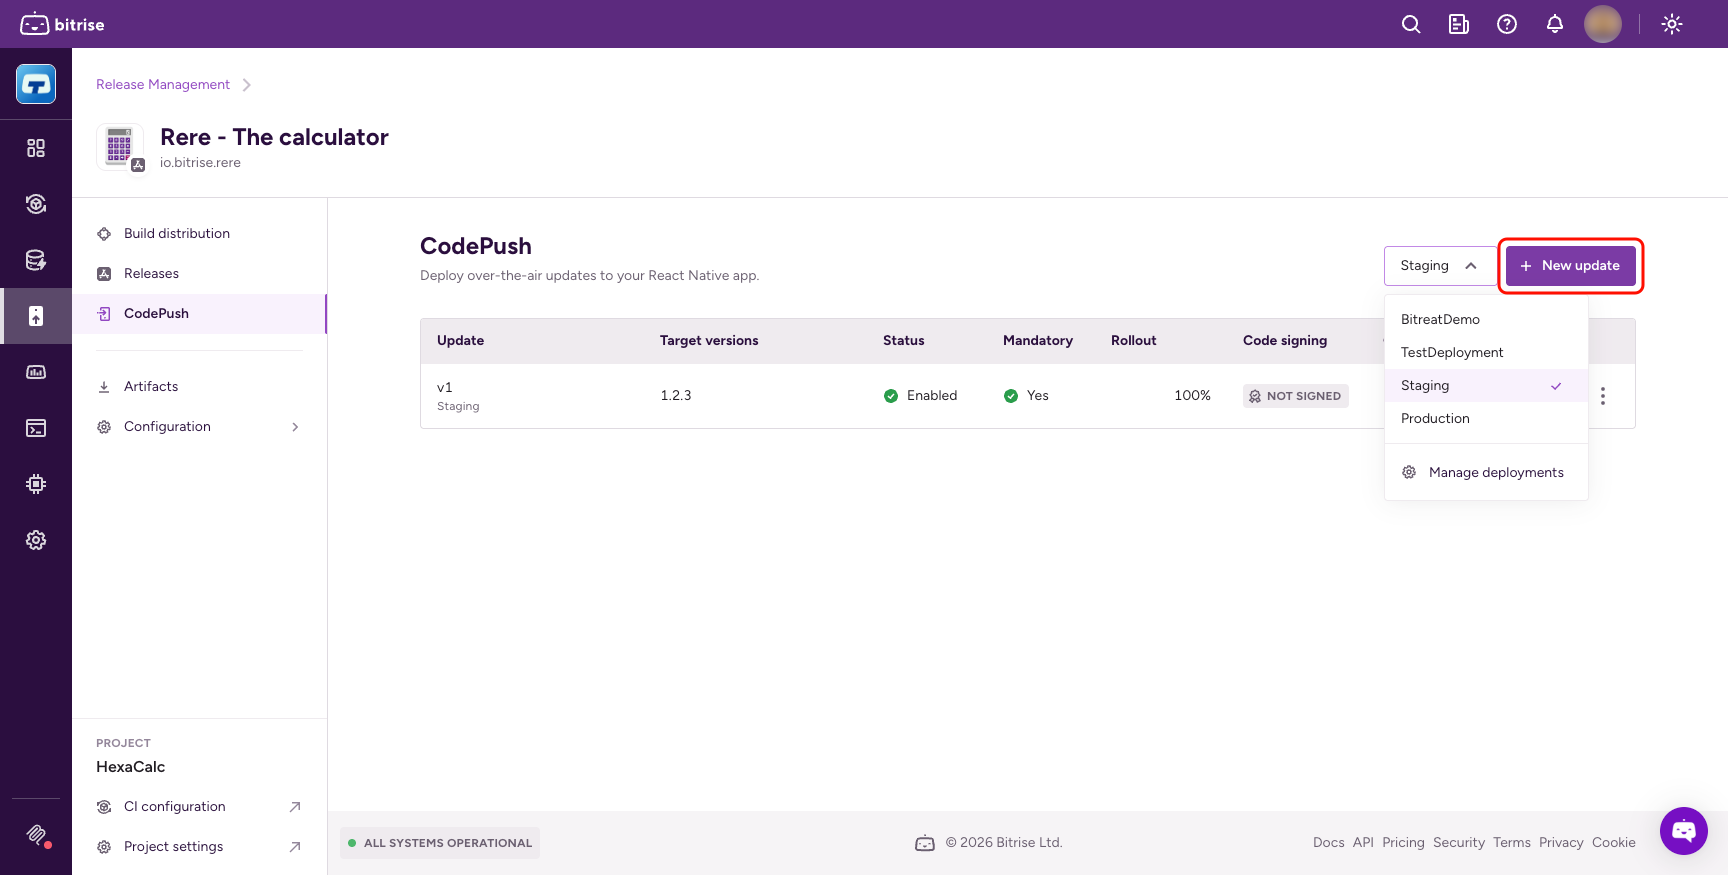 bitrise
Release Management
Rere - The calculator
io.bitrise.rere
Build distribution
Releases
CodePush
Artifacts
Configuration
PROJECT
HexaCalc
CI configuration
Project settings
CodePush
Deploy over-the-air updates to your React Native app.
Staging
New update
BitreatDemo
TestDeployment
Staging
Production
Manage deployments
Update Target versions Status Mandatory Rollout Code signing
v1
Staging
1.2.3 Enabled Yes 100% NOT SIGNED
ALL SYSTEMS OPERATIONAL
© 2026 Bitrise Ltd.
Docs API Pricing Security Terms Privacy Cookie